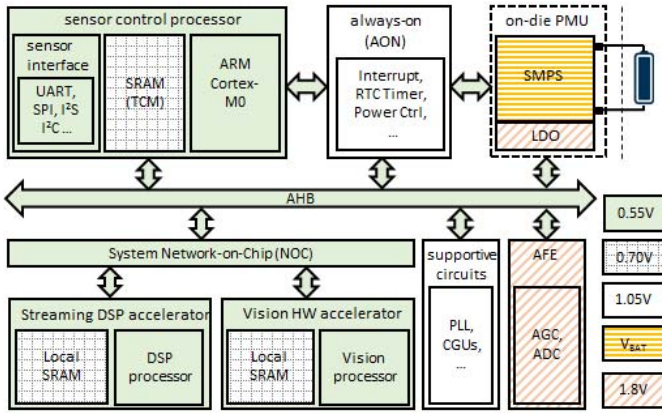 sensor control processor
sensor
interface
UART,
SPI, I²S
I²C ...
SRAM
(TCM)
ARM
Cortex-
M0
always-on
(AON)
Interrupt,
RTC Timer,
Power Ctrl,
...
on-die PMU
SMPS
LDO
AHB
System Network-on-Chip (NOC)
Streaming DSP accelerator
Local
SRAM
DSP
processor
Vision HW accelerator
Local
SRAM
Vision
processor
supportive
circuits
PLL,
CGUs,
...
AFE
AGC,
ADC
0.55V
0.70V
1.05V
VBAT
1.8V